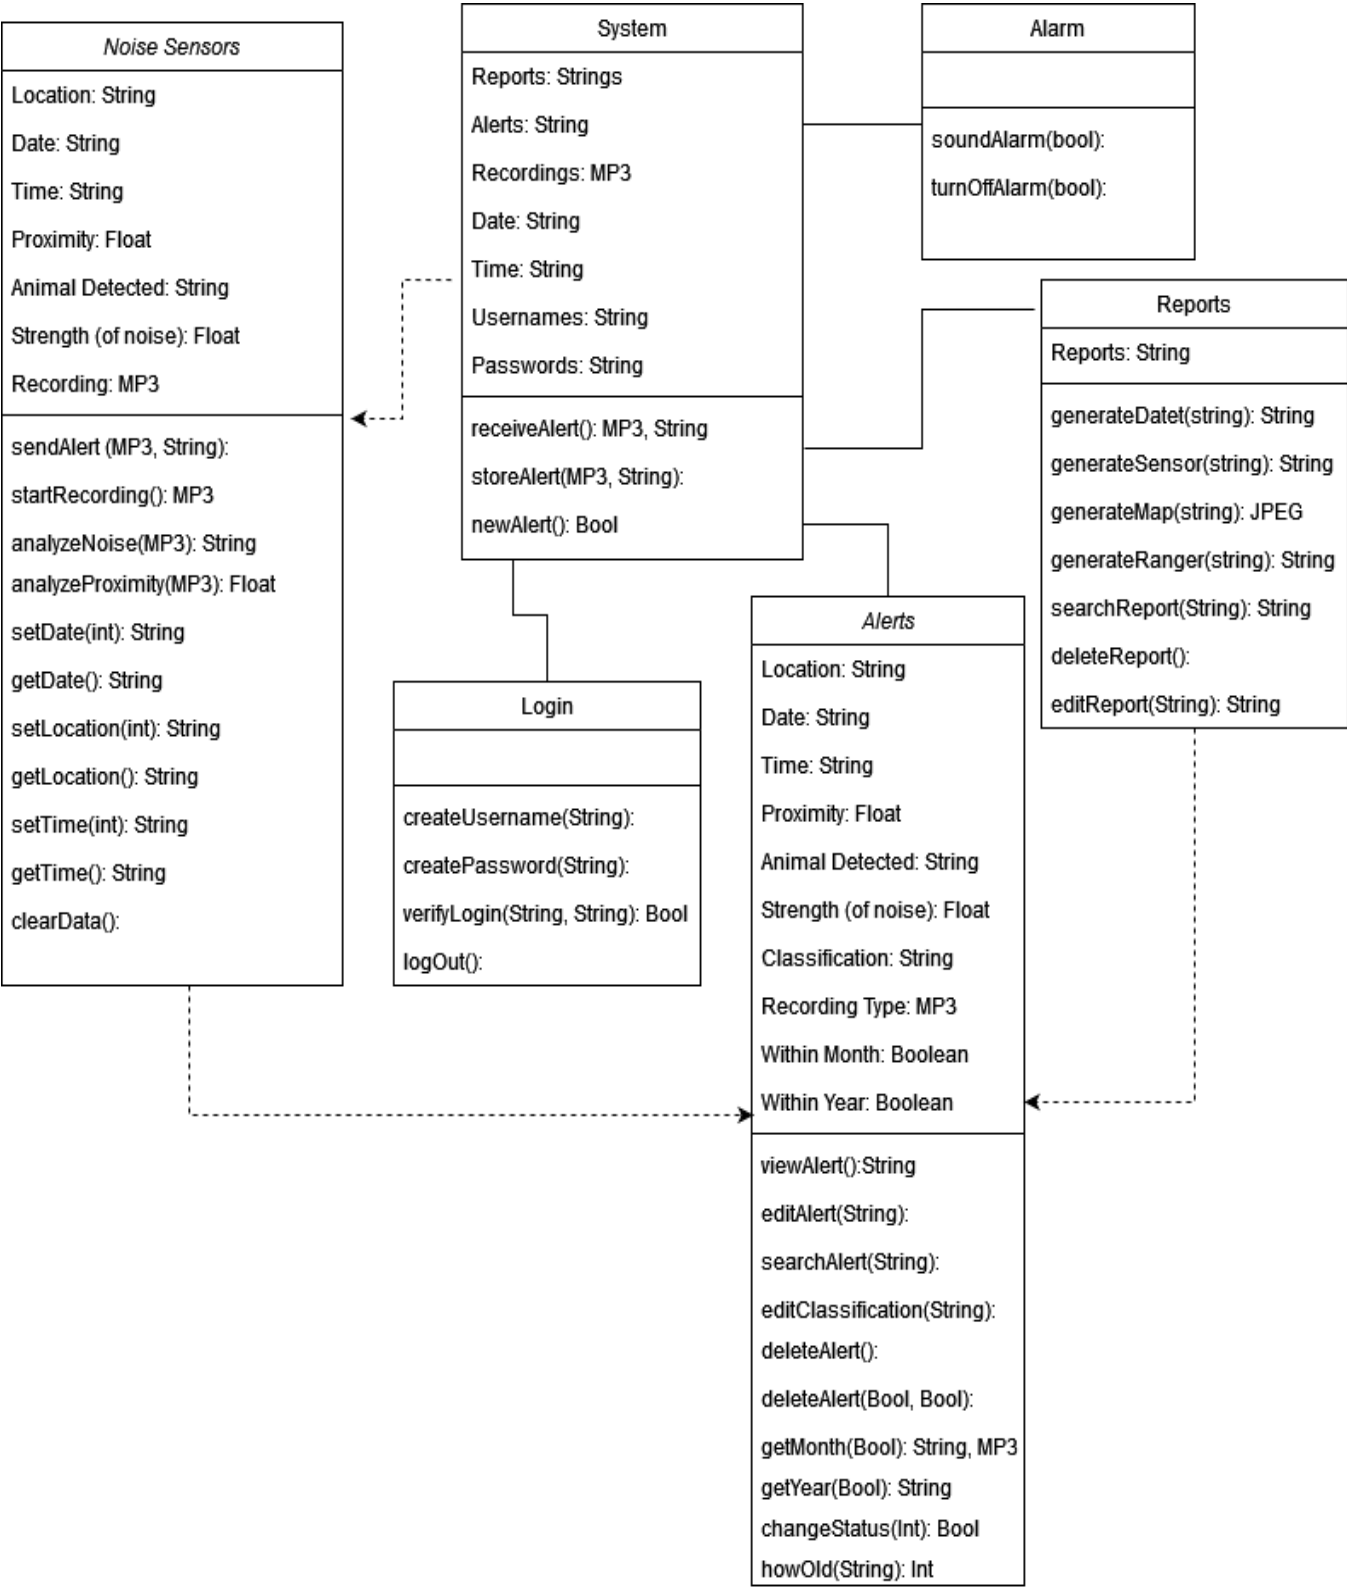 Noise Sensors
Location: String
Date: String
Time: String
Proximity: Float
Animal Detected: String
Strength (of noise): Float
Recording: MP3
sendAlert (MP3, String):
startRecording(): MP3
analyzeNoise(MP3): String
analyzeProximity(MP3): Float
setDate(int): String
getDate(): String
setLocation(int): String
getLocation(): String
setTime(int): String
getTime(): String
clearData():
System
Reports: Strings
Alerts: String
Recordings: MP3
Date: String
Time: String
Usernames: String
Passwords: String
receiveAlert(): MP3, String
storeAlert(MP3, String):
newAlert(): Bool
Alarm
soundAlarm(bool):
turnOffAlarm(bool):
Reports
Reports: String
generateDatet(string): String
generateSensor(string): String
generateMap(string): JPEG
generateRanger(string): String
searchReport(String): String
deleteReport():
editReport(String): String
Login
createUsername(String):
createPassword(String):
verifyLogin(String, String): Bool
logOut():
Alerts
Location: String
Date: String
Time: String
Proximity: Float
Animal Detected: String
Strength (of noise): Float
Classification: String
Recording Type: MP3
Within Month: Boolean
Within Year: Boolean
viewAlert():String
editAlert(String):
searchAlert(String):
editClassification(String):
deleteAlert():
deleteAlert(Bool, Bool):
getMonth(Bool): String, MP3
getYear(Bool): String
changeStatus(Int): Bool
howOld(String): Int